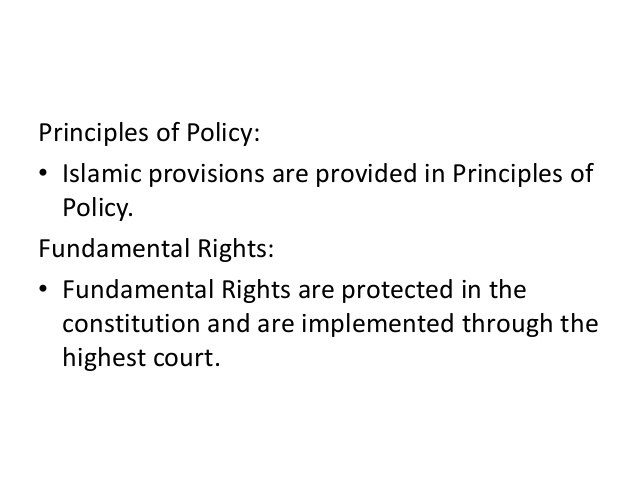 Principles of Policy:
• Islamic provisions are provided in Principles of
Policy.
Fundamental Rights:
• Fundamental Rights are protected in the
constitution and are implemented through the
highest court.